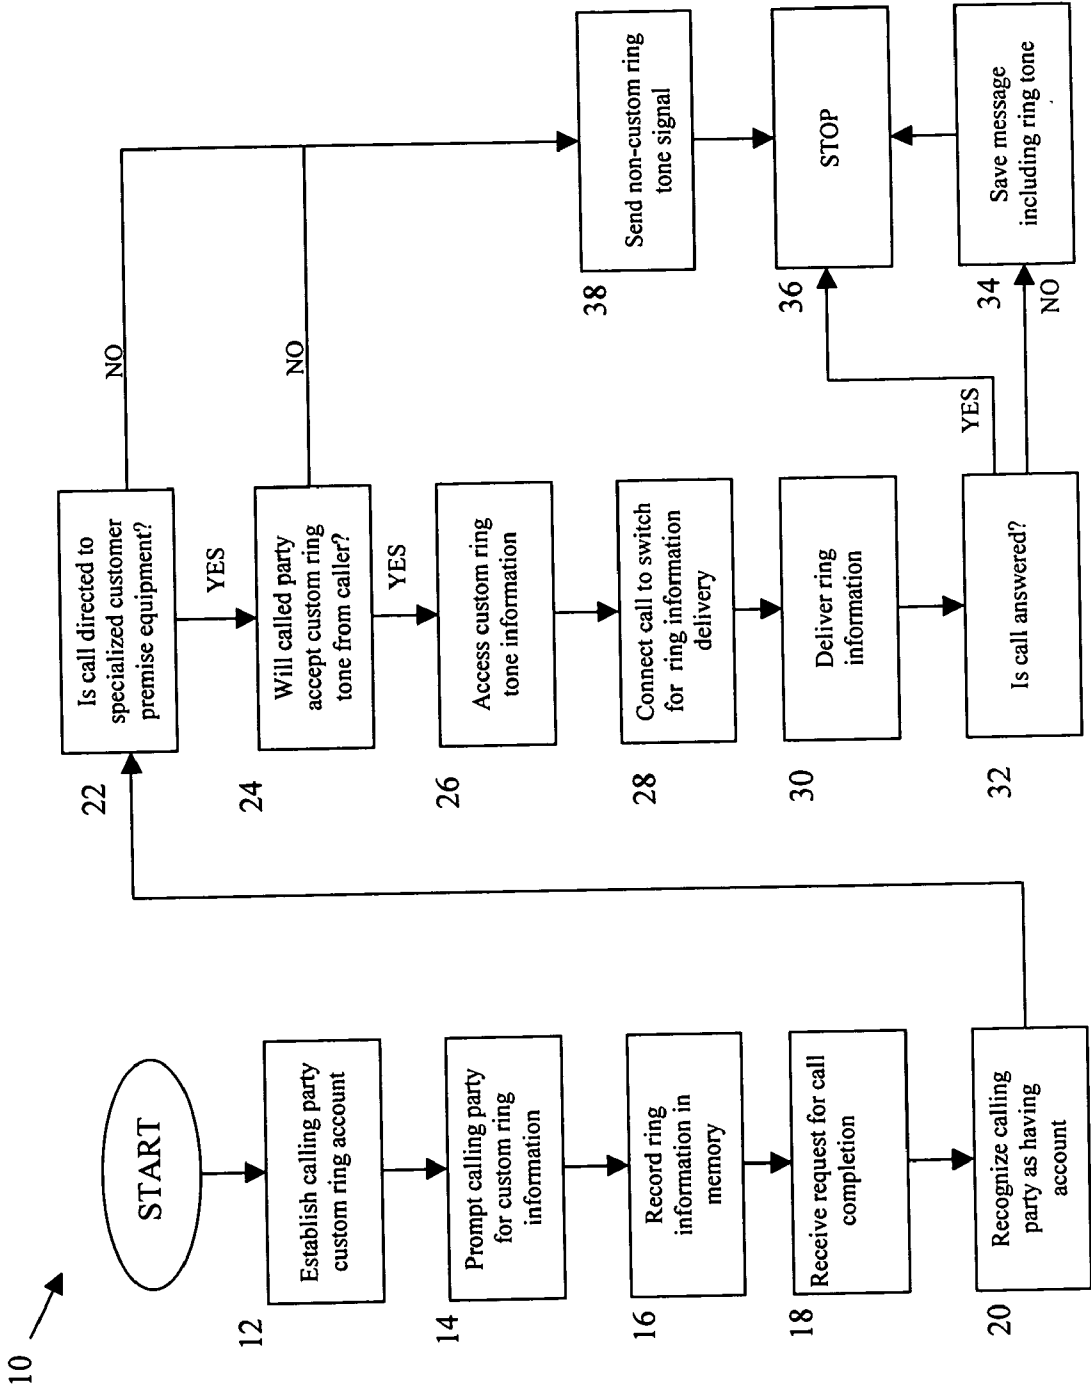 10
START
12
Establish calling party
custom ring account
14
Prompt calling party
for custom ring
information
16
Record ring
information in
memory
18
Receive request for call
completion
20
Recognize calling
party as having
account
22
Is call directed to
specialized customer
premise equipment?
NO
YES
24
Will called party
accept custom ring
tone from caller?
NO
YES
26
Access custom ring
tone information
28
Connect call to switch
for ring information
delivery
30
Deliver ring
information
32
Is call answered?
YES
NO
38
Send non-custom ring
tone signal
36
STOP
34
Save message
including ring tone